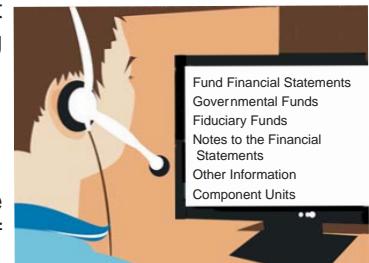 Fund Financial Statements
Governmental Funds
Fiduciary Funds
Notes to the Financial
Statements
Other Information
Component Units